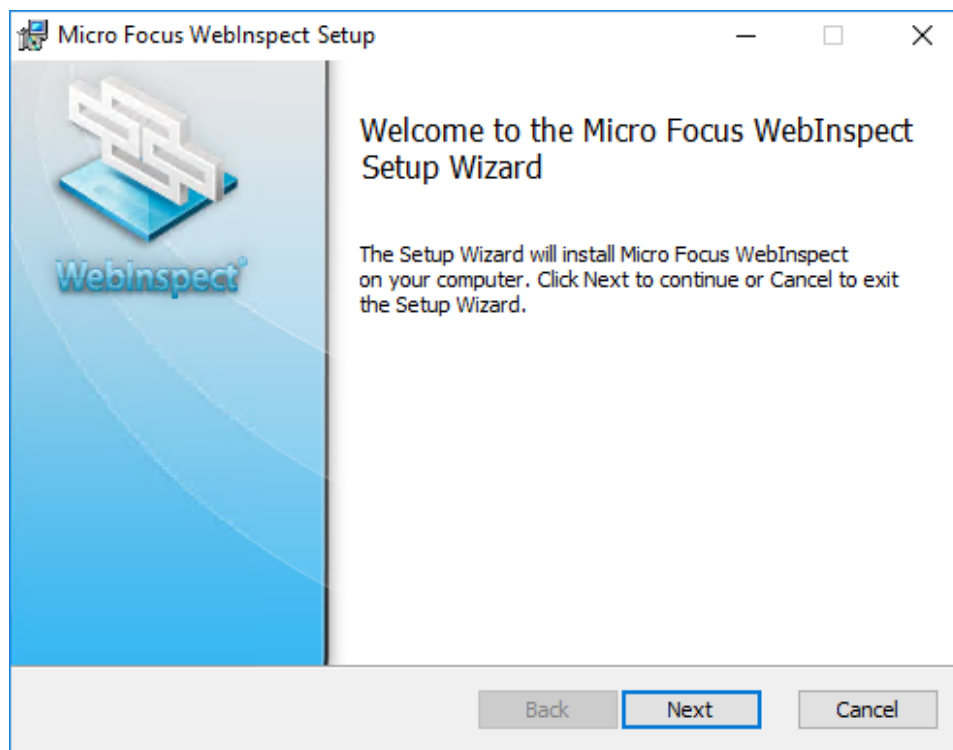 Micro Focus WebInspect Setup
Welcome to the Micro Focus WebInspect
Setup Wizard
The Setup Wizard will install Micro Focus WebInspect
on your computer. Click Next to continue or Cancel to exit
the Setup Wizard.
WebInspect®
Back
Next
Cancel